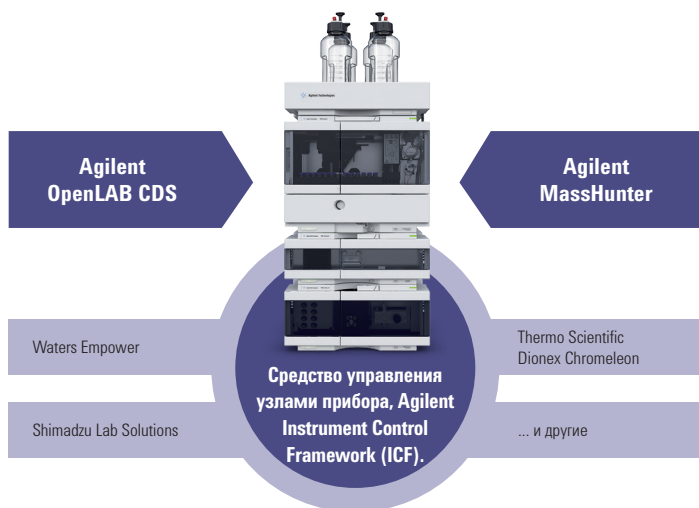 Agilent Technologies
Agilent
OpenLAB CDS
Agilent
MassHunter
Waters Empower
Thermo Scientific
Dionex Chromeleon
Средство управления
узлами прибора, Agilent
Instrument Control
Framework (ICF).
Shimadzu Lab Solutions
... и другие